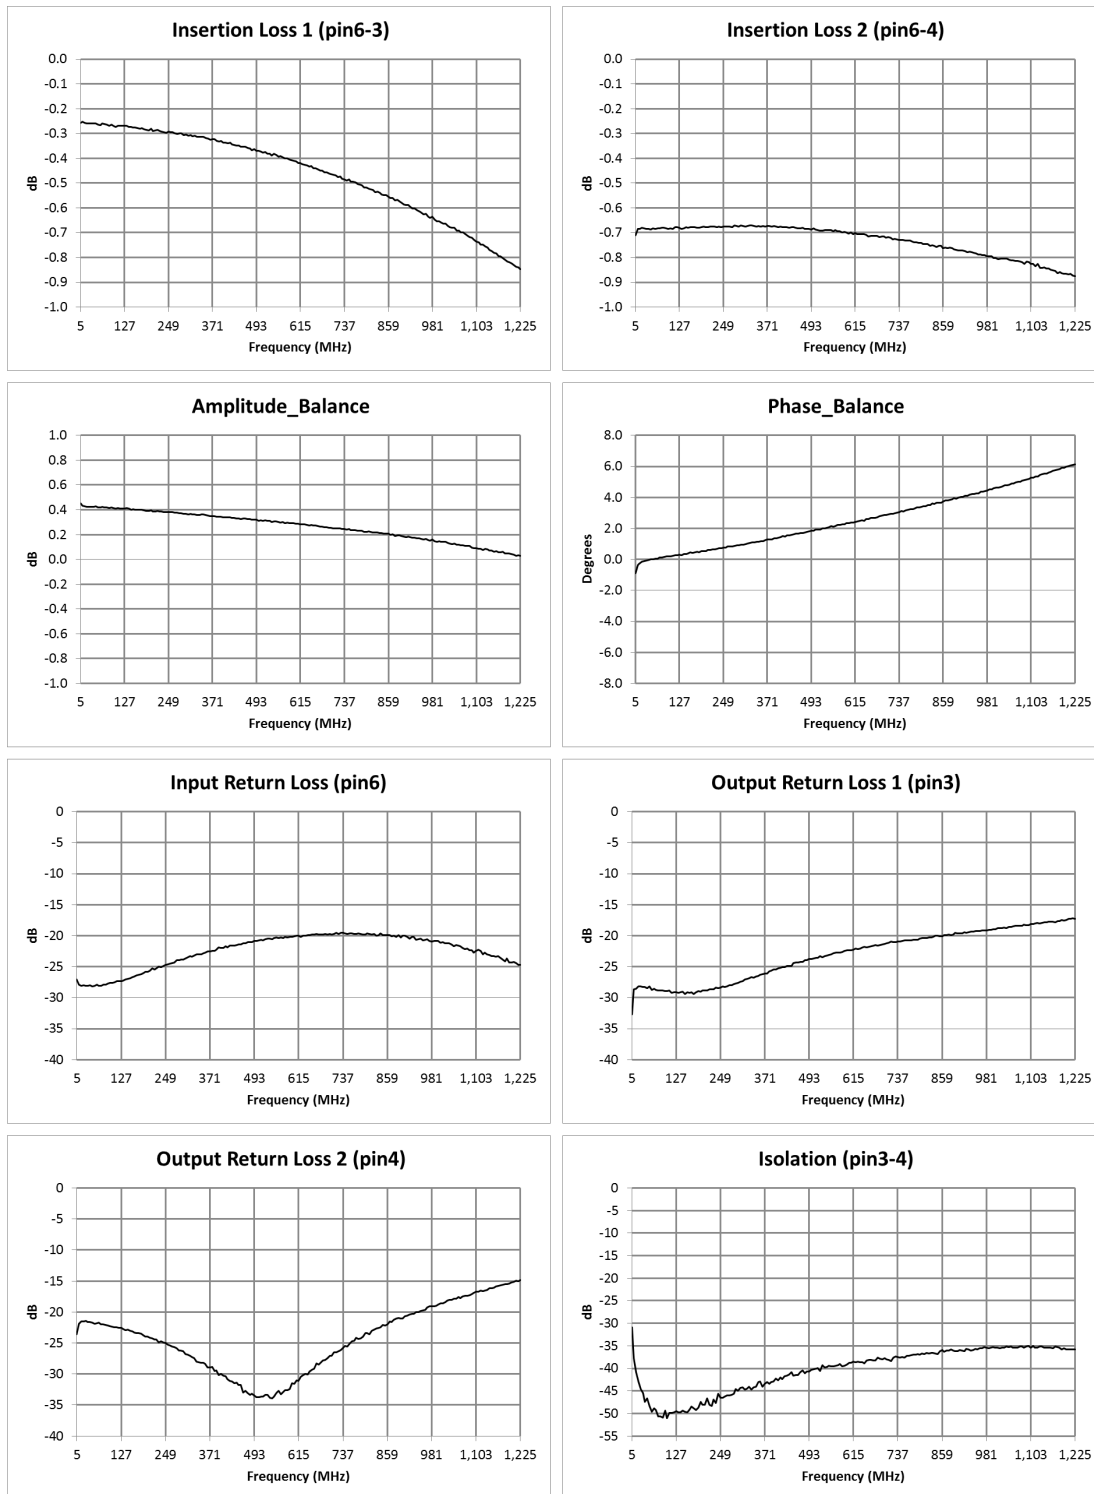 Insertion Loss 1 (pin6-3)
0.0
-0.1
-0.2
-0.3
-0.4
-0.5
-0.6
-0.7
-0.8
-0.9
-1.0
dB
5 127 249 371 493 615 737 859 981 1,103 1,225
Frequency (MHz)
Insertion Loss 2 (pin6-4)
0.0
-0.1
-0.2
-0.3
-0.4
-0.5
-0.6
-0.7
-0.8
-0.9
-1.0
dB
5 127 249 371 493 615 737 859 981 1,103 1,225
Frequency (MHz)
Amplitude_Balance
1.0
0.8
0.6
0.4
0.2
0.0
-0.2
-0.4
-0.6
-0.8
-1.0
dB
5 127 249 371 493 615 737 859 981 1,103 1,225
Frequency (MHz)
Phase_Balance
8.0
6.0
4.0
2.0
0.0
-2.0
-4.0
-6.0
-8.0
Degrees
5 127 249 371 493 615 737 859 981 1,103 1,225
Frequency (MHz)
Input Return Loss (pin6)
0
-5
-10
-15
-20
-25
-30
-35
-40
dB
5 127 249 371 493 615 737 859 981 1,103 1,225
Frequency (MHz)
Output Return Loss 1 (pin3)
0
-5
-10
-15
-20
-25
-30
-35
-40
dB
5 127 249 371 493 615 737 859 981 1,103 1,225
Frequency (MHz)
Output Return Loss 2 (pin4)
0
-5
-10
-15
-20
-25
-30
-35
-40
dB
5 127 249 371 493 615 737 859 981 1,103 1,225
Frequency (MHz)
Isolation (pin3-4)
0
-5
-10
-15
-20
-25
-30
-35
-40
-45
-50
-55
dB
5 127 249 371 493 615 737 859 981 1,103 1,225
Frequency (MHz)